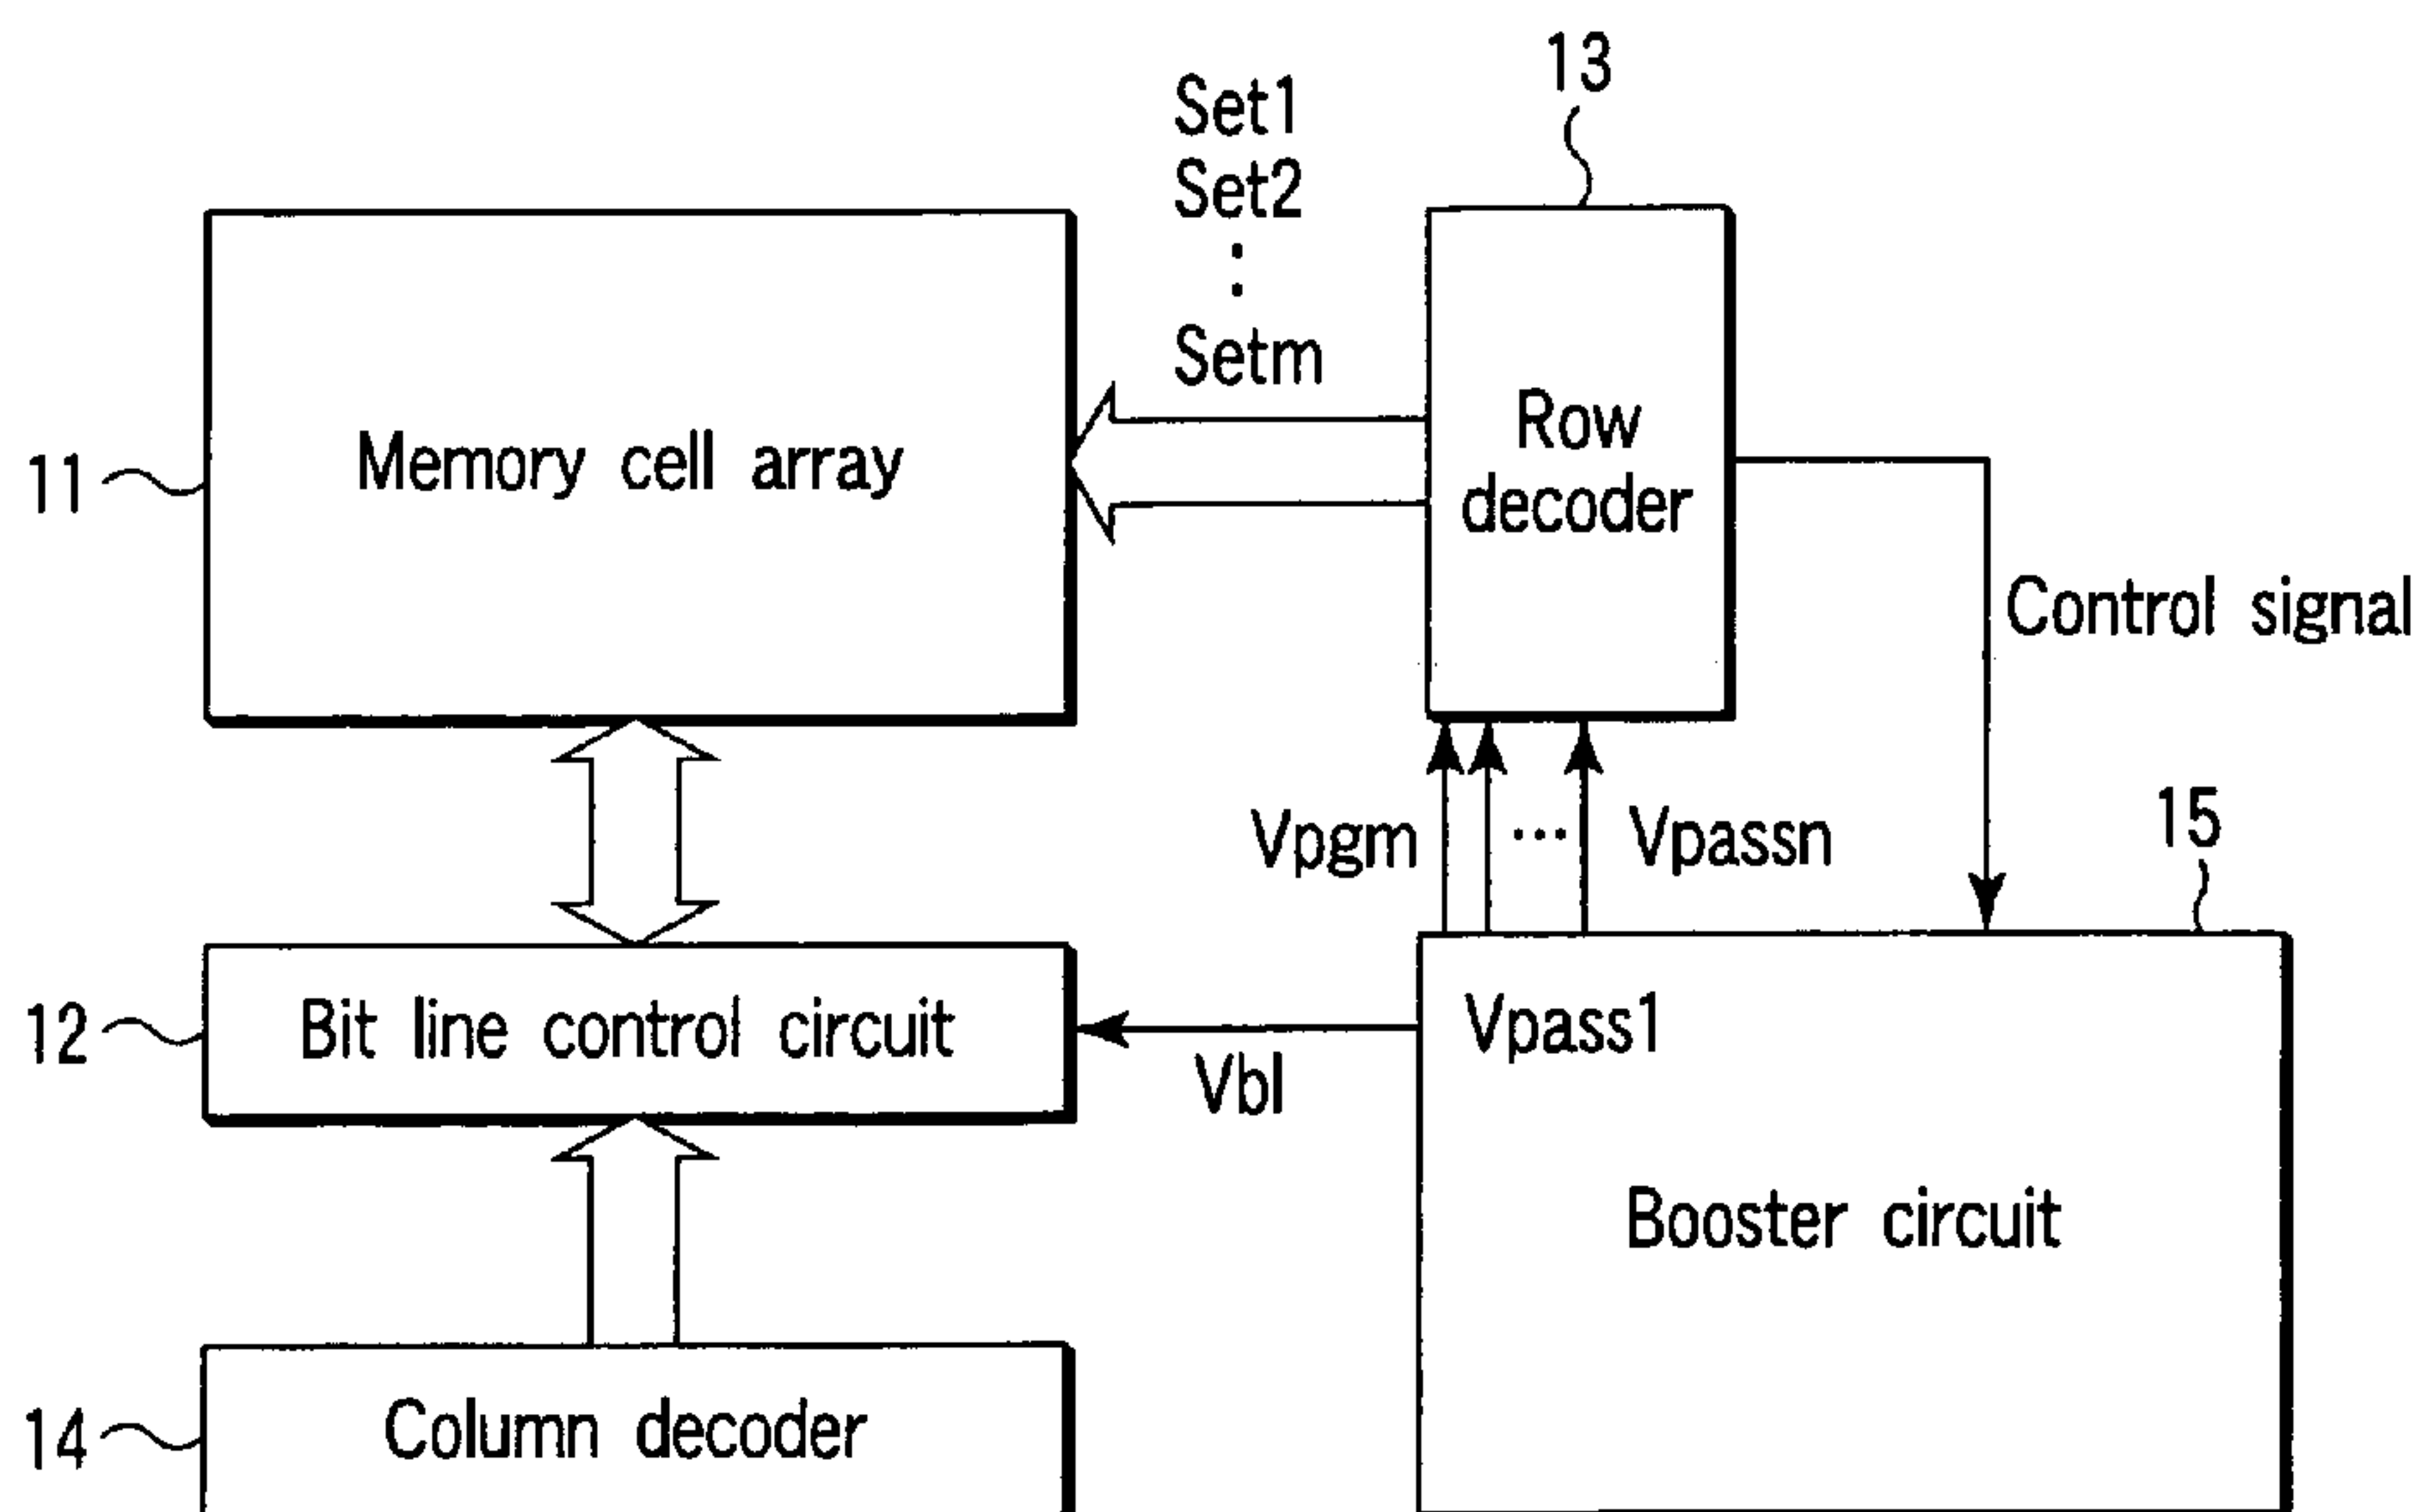 13
Set1
Set2
Setm
Row
decoder
Memory cell array
11
Control signal
Vpgm
...
Vpassn
15
12
Bit line control circuit
Vpass1
Vbl
Booster circuit
14
Column decoder